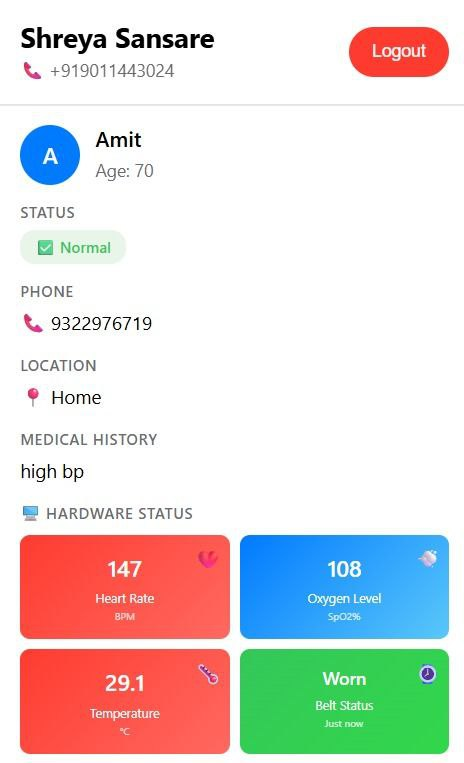 Shreya Sansare
+919011443024
Logout
A
Amit
Age: 70
STATUS
Normal
PHONE
9322976719
LOCATION
Home
MEDICAL HISTORY
high bp
HARDWARE STATUS
147
Heart Rate
BPM
108
Oxygen Level
SpO2%
29.1
Temperature
°C
Worn
Belt Status
Just now